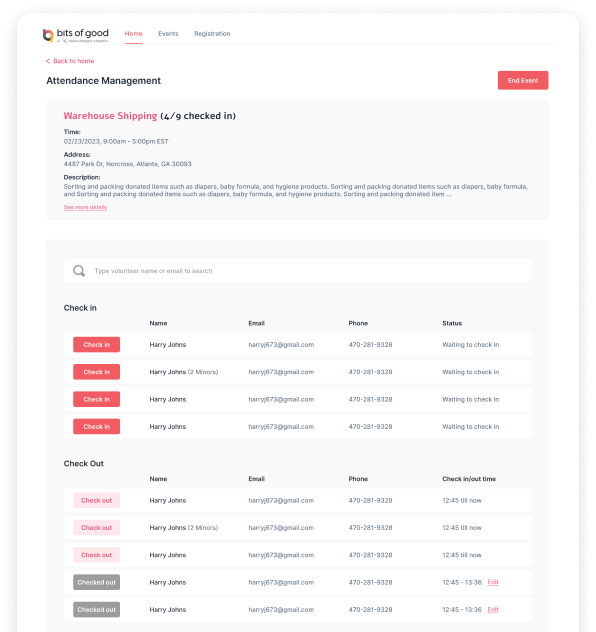 bits of good
Home Events Registration
Back to home
Attendance Management
End Event
Warehouse Shipping (4/9 checked in)
Time:
02/23/2023, 9:00am - 5:00pm EST
Address:
4487 Park Dr, Norcross, Atlanta, GA 30093
Description:
Sorting and packing donated items such as diapers, baby formula, and hygiene products. Sorting and packing donated items such as diapers, baby formula,
and Sorting and packing donated items such as diapers, baby formula, and hygiene products. Sorting and packing donated item ...
See more details
Type volunteer name or email to search
Check in
Name Email Phone Status
Check in Harry Johns harryj673@gmail.com 470-281-9328 Waiting to check in
Check in Harry Johns (2 Minors) harryj673@gmail.com 470-281-9328 Waiting to check in
Check in Harry Johns harryj673@gmail.com 470-281-9328 Waiting to check in
Check in Harry Johns harryj673@gmail.com 470-281-9328 Waiting to check in
Check Out
Name Email Phone Check in/out time
Check out Harry Johns harryj673@gmail.com 470-281-9328 12:45 till now
Check out Harry Johns (2 Minors) harryj673@gmail.com 470-281-9328 12:45 till now
Check out Harry Johns harryj673@gmail.com 470-281-9328 12:45 till now
Checked out Harry Johns harryj673@gmail.com 470-281-9328 12:45 - 13:36 Edit
Checked out Harry Johns harryj673@gmail.com 470-281-9328 12:45 - 13:36 Edit